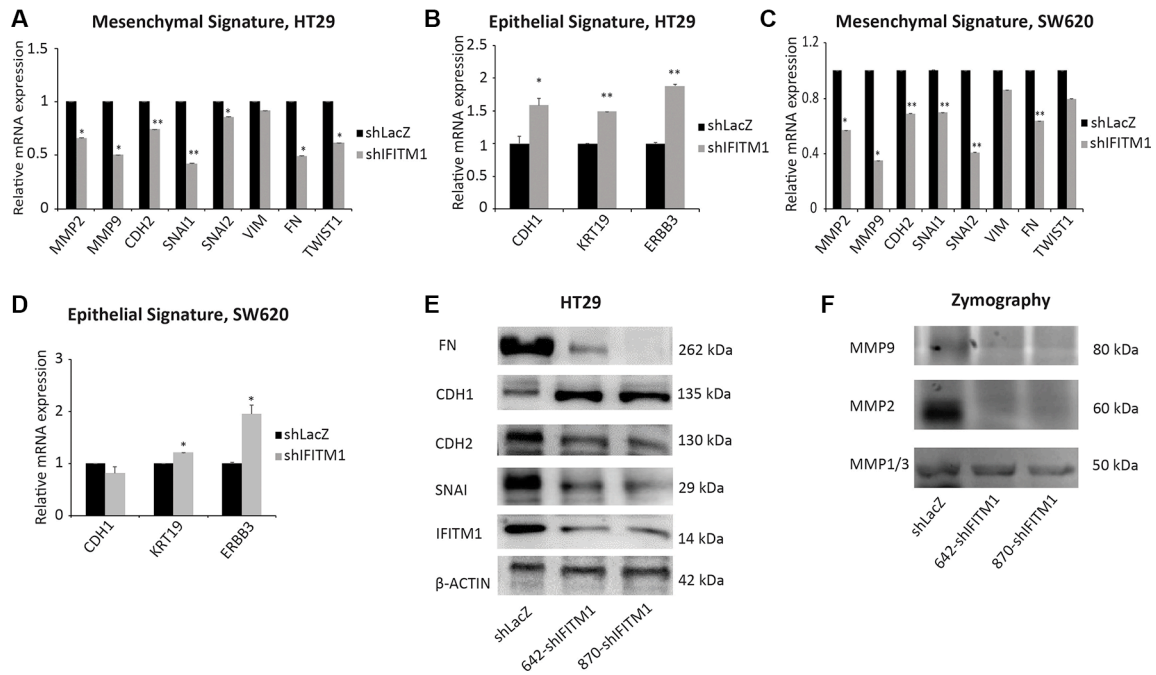 A
Mesenchymal Signature, HT29
Relative mRNA expression
1.5
1
0.5
0
* * ** ** * * *
MMP2 MMP9 CDH2 SNAI1 SNAI2 VIM FN TWIST1
shLacZ
shIFITM1
B
Epithelial Signature, HT29
Relative mRNA expression
2.5
2
1.5
1
0.5
0
* ** **
CDH1 KRT19 ERBB3
shLacZ
shIFITM1
C
Mesenchymal Signature, SW620
Relative mRNA expression
1.2
0.8
0.4
0
* * ** ** ** **
MMP2 MMP9 CDH2 SNAI1 SNAI2 VIM FN TWIST1
shLacZ
shIFITM1
D
Epithelial Signature, SW620
Relative mRNA expression
3
2
1
0
* *
CDH1 KRT19 ERBB3
shLacZ
shIFITM1
E
HT29
FN 262 kDa
CDH1 135 kDa
CDH2 130 kDa
SNAI 29 kDa
IFITM1 14 kDa
β-ACTIN 42 kDa
shLacZ 642-shIFITM1 870-shIFITM1
F
Zymography
MMP9 80 kDa
MMP2 60 kDa
MMP1/3 50 kDa
shLacZ 642-shIFITM1 870-shIFITM1